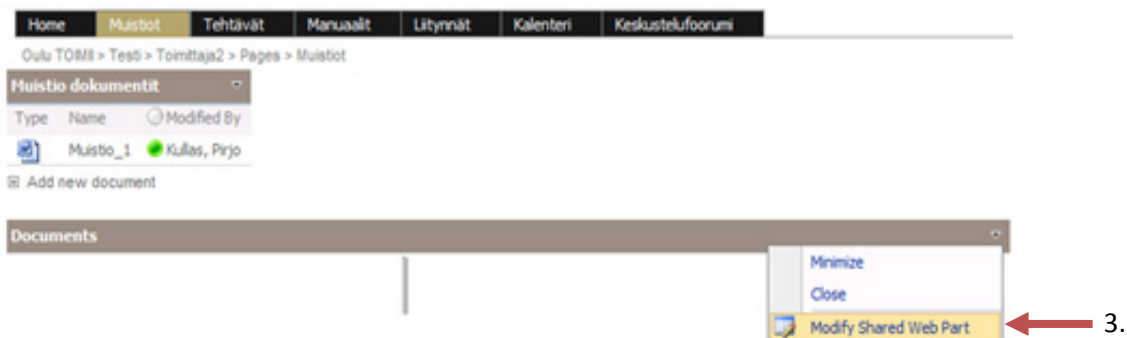 Home Muistiot Tehtävät Manuaalit Liitynnät Kalenteri Keskustelufoorumi
Oulu TOIMII > Testi > Toimittaja2 > Pages > Muistiot
Muistio dokumentit
Type Name Modified By
Muistio_1 Kullas, Pirjo
Add new document
Documents
Minimize
Close
Modify Shared Web Part 3.